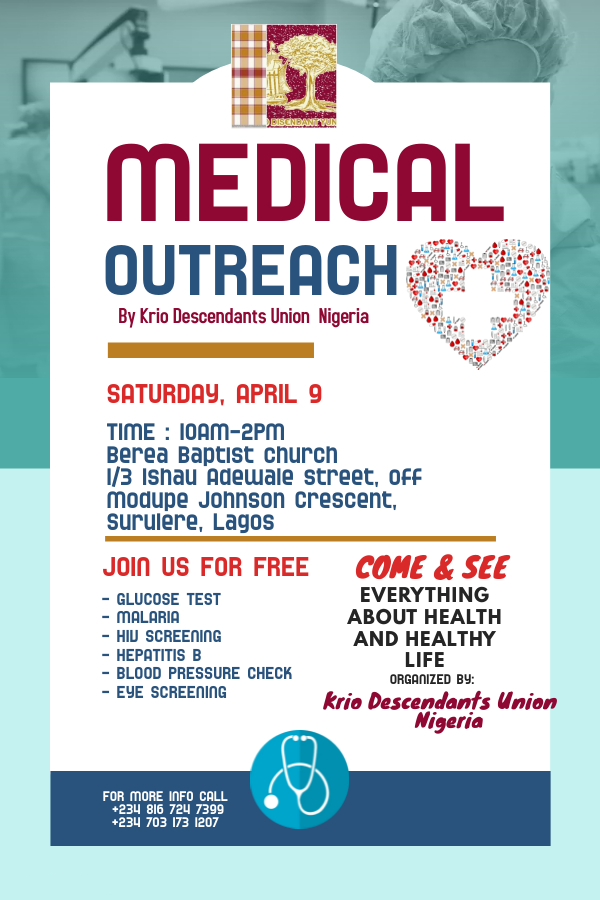 DISENDANT
MEDICAL
OUTREACH
By Krio Descendants Union Nigeria
SATURDAY, APRIL 9
TIME : 10AM-2PM
Berea Baptist church
1/3 Ishau Adewale street, off
Modupe Johnson Crescent,
Surulere, Lagos
JOIN US FOR FREE
- GLUCOSE TEST
- MALARIA
- HIV SCREENING
- HEPATITIS B
- BLOOD PRESSURE CHECK
- EYE SCREENING
COME & SEE
EVERYTHING
ABOUT HEALTH
AND HEALTHY
LIFE
ORGANIZED BY:
Krio Descendants Union
Nigeria
FOR MORE INFO CALL
+234 816 724 7399
+234 703 173 1207